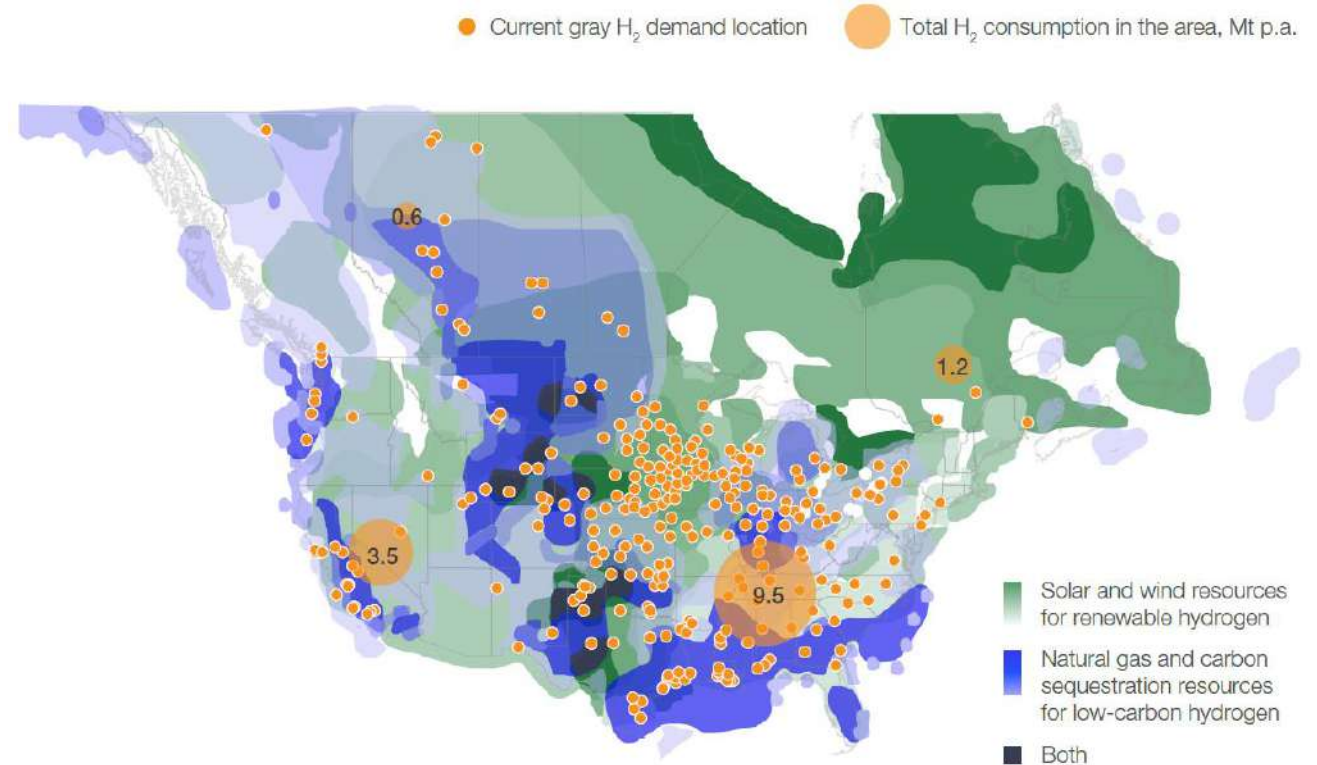 Current gray H₂ demand location
Total H₂ consumption in the area, Mt p.a.
0.6
1.2
3.5
9.5
Solar and wind resources
for renewable hydrogen
Natural gas and carbon
sequestration resources
for low-carbon hydrogen
Both